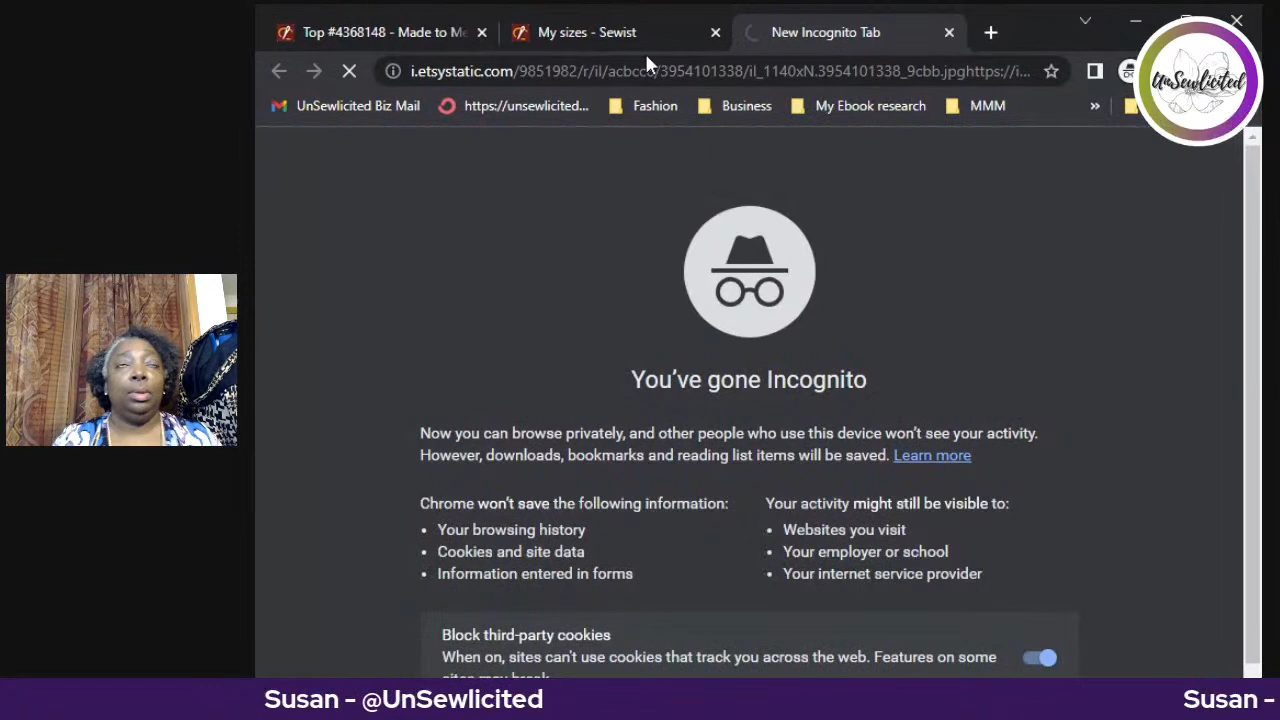 Top #4368148 - Made to Me
My sizes - Sewist
New Incognito Tab
i.etsystatic.com/9851982/r/il/acbcc
/3954101338/il_1140xN.3954101338_9cbb.jpghttps://i...
UnSewlicited Biz Mail
https://unsewlicited...
Fashion
Business
My Ebook research
MMM
UnSewlicited
You've gone Incognito
Now you can browse privately, and other people who use this device won't see your activity.
However, downloads, bookmarks and reading list items will be saved. Learn more
Chrome won't save the following information:
• Your browsing history
• Cookies and site data
• Information entered in forms
Your activity might still be visible to:
• Websites you visit
• Your employer or school
• Your internet service provider
Block third-party cookies
When on, sites can't use cookies that track you across the web. Features on some
sites may break
Susan - @UnSewlicited
Susan -